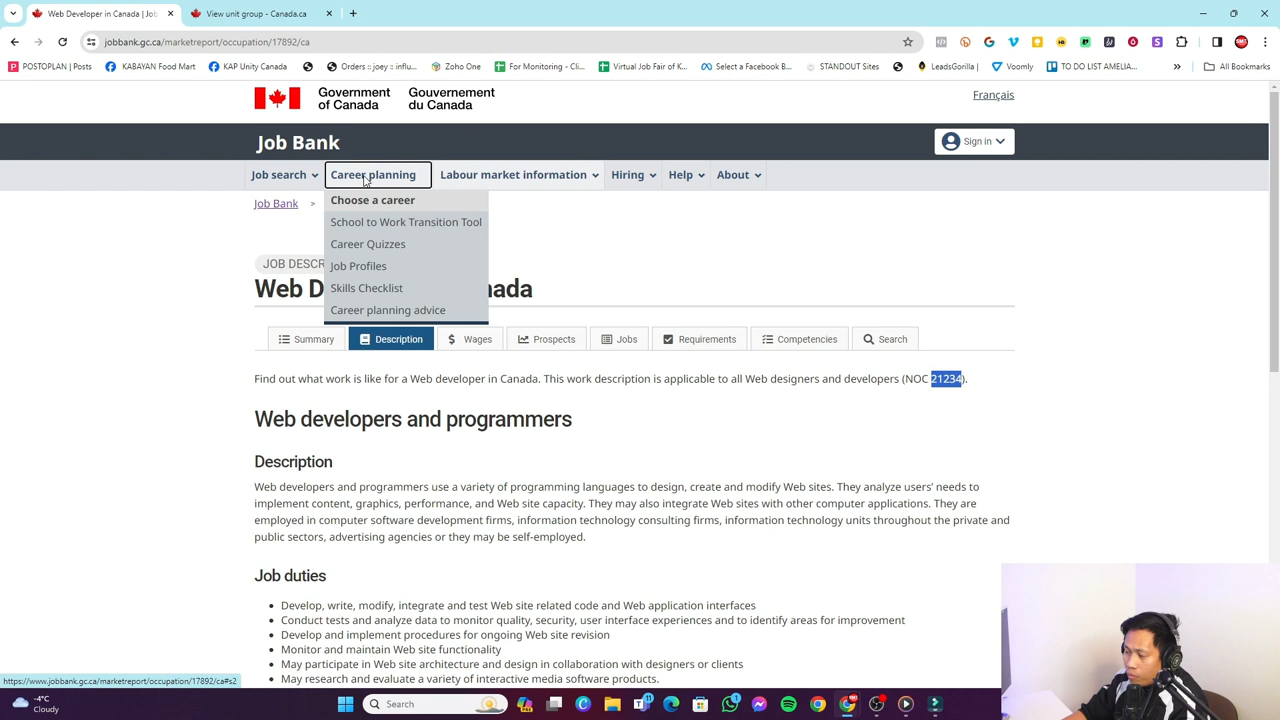 Web Developer in Canada | Job
View unit group - Canada.ca
jobbank.gc.ca/marketreport/occupation/17892/ca
POSTOPLAN | Posts
KABAYAN Food Mart
KAP Unity Canada
Orders :: joey :: influ...
Zoho One
For Monitoring - Cli...
Virtual Job Fair of K...
Select a Facebook B...
STANDOUT Sites
LeadsGorilla |
Voomly
TO DO LIST AMELIA...
All Bookmarks
Government of Canada
Gouvernement du Canada
Français
Job Bank
Sign in
Job search
Career planning
Labour market information
Hiring
Help
About
Job Bank >
Choose a career
School to Work Transition Tool
Career Quizzes
Job Profiles
Skills Checklist
Career planning advice
JOB DESCR
Web D
nada
Summary
Description
Wages
Prospects
Jobs
Requirements
Competencies
Search
Find out what work is like for a Web developer in Canada. This work description is applicable to all Web designers and developers (NOC 21234).
Web developers and programmers
Description
Web developers and programmers use a variety of programming languages to design, create and modify Web sites. They analyze users’ needs to
implement content, graphics, performance, and Web site capacity. They may also integrate Web sites with other computer applications. They are
employed in computer software development firms, information technology consulting firms, information technology units throughout the private and
public sectors, advertising agencies or they may be self-employed.
Job duties
Develop, write, modify, integrate and test Web site related code and Web application interfaces
Conduct tests and analyze data to monitor quality, security, user interface experiences and to identify areas for improvement
Develop and implement procedures for ongoing Web site revision
Monitor and maintain Web site functionality
May participate in Web site architecture and design in collaboration with designers or clients
May research and evaluate a variety of interactive media software products.
https://www.jobbank.gc.ca/marketreport/occupation/17892/ca#s2
-4°C
Cloudy
Search